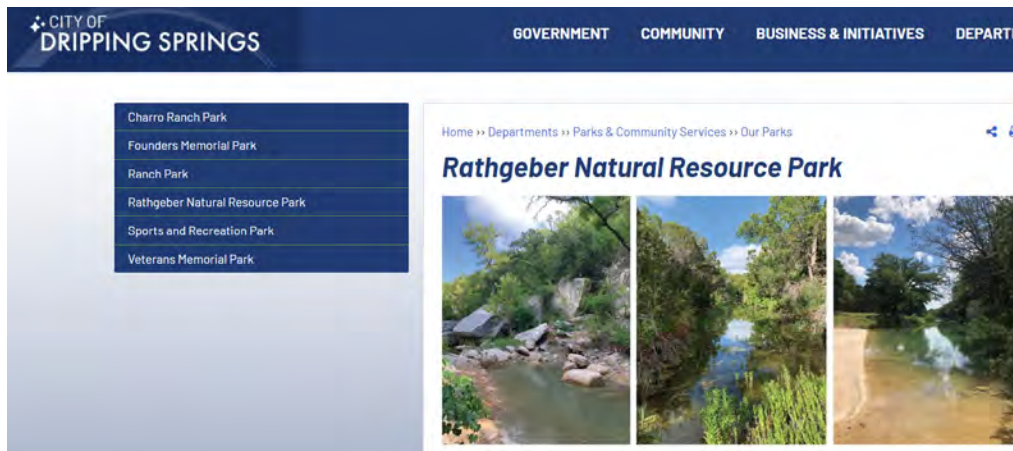 CITY OF
DRIPPING SPRINGS
GOVERNMENT COMMUNITY BUSINESS & INITIATIVES
Charro Ranch Park
Founders Memorial Park
Ranch Park
Rathgeber Natural Resource Park
Sports and Recreation Park
Veterans Memorial Park
Home ›› Departments ›› Parks & Community Services ›› Our Parks
Rathgeber Natural Resource Park